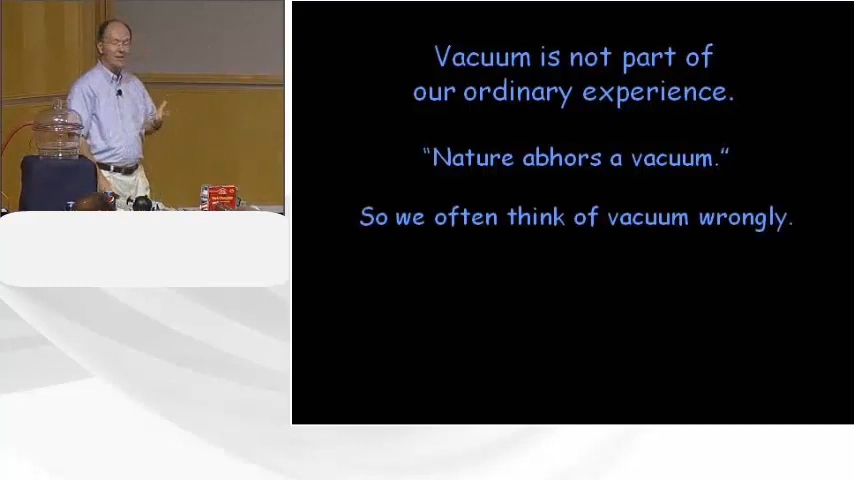 Vacuum is not part of
our ordinary experience.
“Nature abhors a vacuum.”
So we often think of vacuum wrongly.